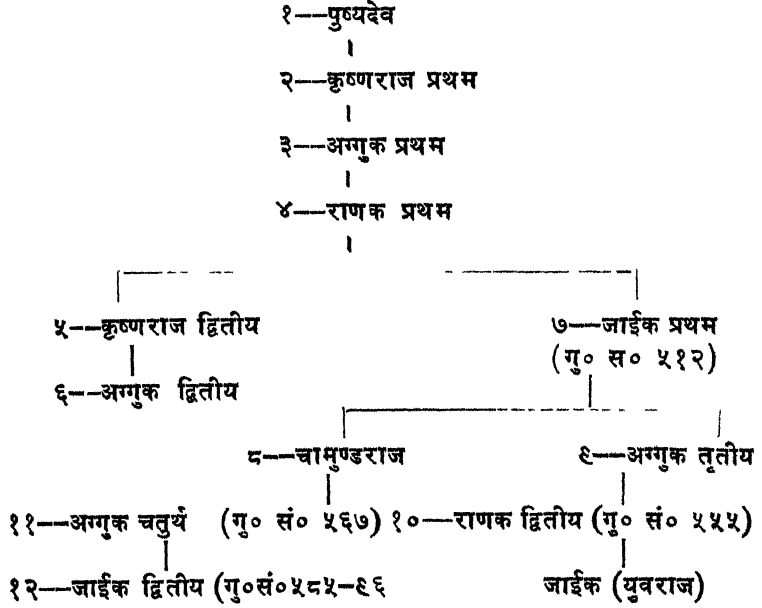 १—पुष्यदेव
२—कृष्णराज प्रथम
३—अग्गुक प्रथम
४—राणक प्रथम
५—कृष्णराज द्वितीय ७—जाईक प्रथम
(गु० स० ५१२)
६—अग्गुक द्वितीय
८—चामुण्डराज ९—अग्गुक तृतीय
११—अग्गुक चतुर्थ (गु० सं० ५६७) १०—राणक द्वितीय (गु० सं० ५५५)
१२—जाईक द्वितीय (गु०सं०५८५-९६ जाईक (युवराज)